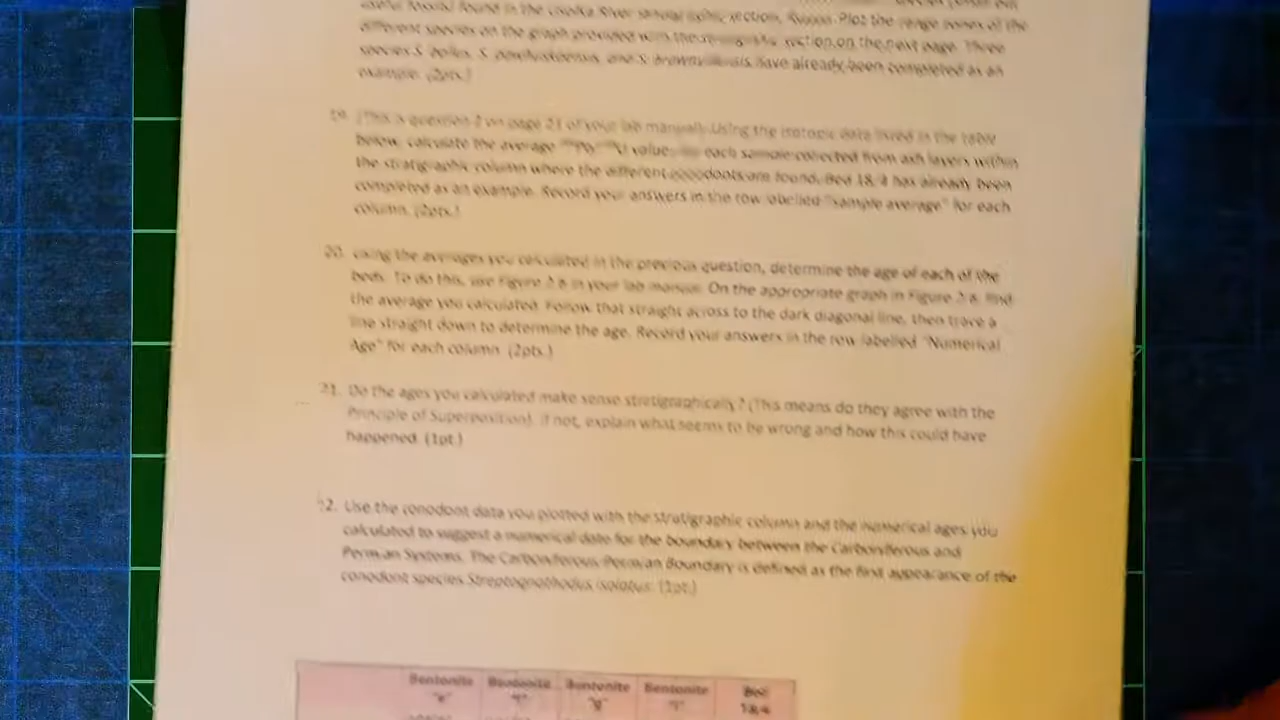 useful fossils found in the Usolka River section, Russia. Plot the range zones of the
different species on the graph provided with the stratigraphic section on the next page. Three
species S. bellus, S. and S. have already been completed as an
example. (2pts.)
19. (This is question 2 on page 21 of your lab manual). Using the isotopic data listed in the table
below, calculate the average values each sample collected from ash layers within
the stratigraphic column where the different conodonts are found. Bed 18/4 has already been
completed as an example. Record your answers in the row labelled "sample average" for each
column. (2pts.)
20. Using the averages you calculated in the previous question, determine the age of each of the
beds. To do this, use Figure in your lab manual. On the appropriate graph in Figure find
the average you calculated. Follow that straight across to the dark diagonal line, then trace a
line straight down to determine the age. Record your answers in the row labelled "Numerical
Age" for each column. (2pts.)
21. Do the ages you calculated make sense stratigraphically? (This means do they agree with the
Principle of Superposition). If not, explain what seems to be wrong and how this could have
happened. (1pt.)
22. Use the conodont data you plotted with the stratigraphic column and the numerical ages you
calculated to suggest a numerical date for the boundary between the Carboniferous and
Permian Systems. The Carboniferous-Permian Boundary is defined as the first appearance of the
conodont species Streptognathodus isolatus. (1pt.)
Bentonite Bentonite Bentonite Bentonite Bed
"g" 18/4